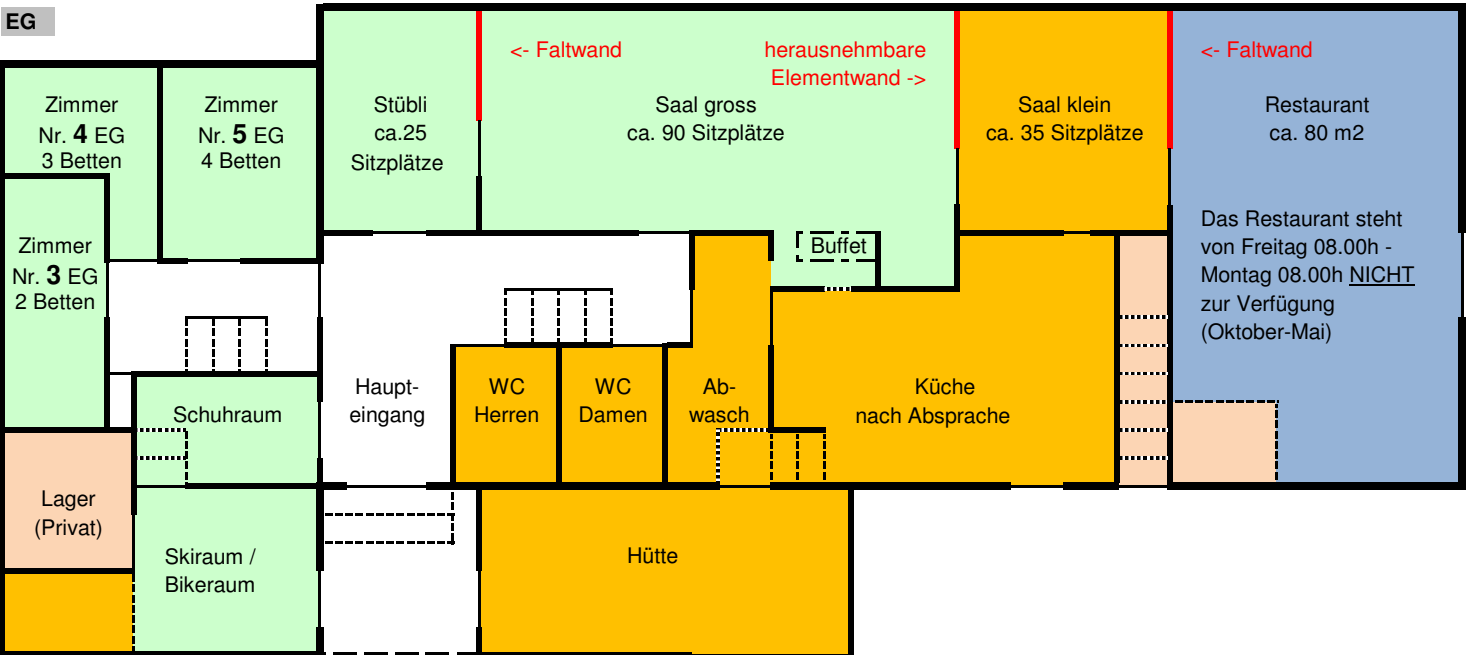 EG
Zimmer
Nr. 4 EG
3 Betten
Zimmer
Nr. 5 EG
4 Betten
Stübli
ca.25
Sitzplätze
<- Faltwand
herausnehmbare
Elementwand ->
Saal gross
ca. 90 Sitzplätze
Saal klein
ca. 35 Sitzplätze
<- Faltwand
Restaurant
ca. 80 m2
Das Restaurant steht
von Freitag 08.00h -
Montag 08.00h NICHT
zur Verfügung
(Oktober-Mai)
Zimmer
Nr. 3 EG
2 Betten
Buffet
Schuhraum
Haupt-
eingang
WC
Herren
WC
Damen
Ab-
wasch
Küche
nach Absprache
Lager
(Privat)
Skiraum /
Bikeraum
Hütte